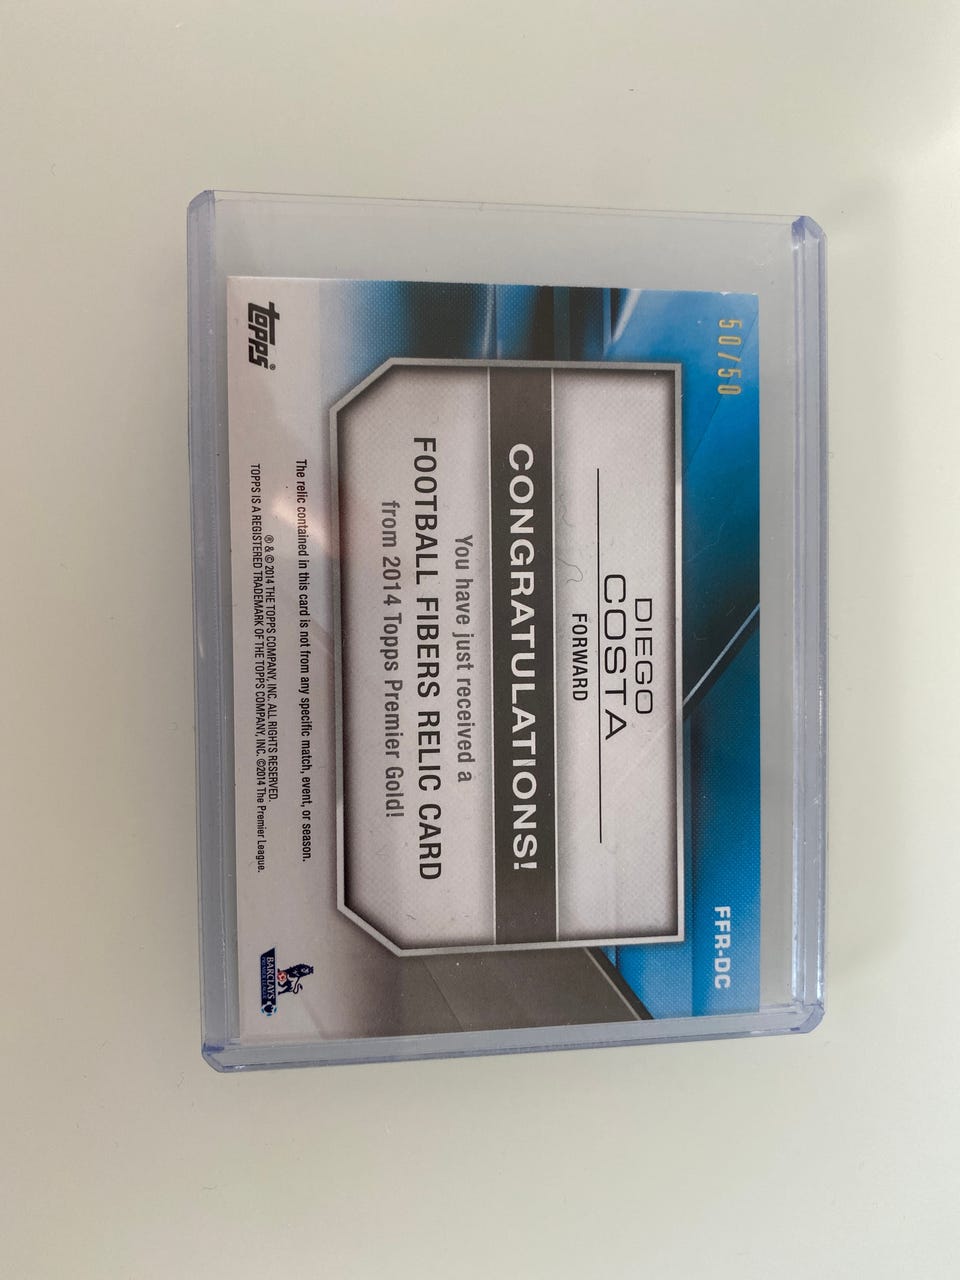 50/50
FFR-DC
DIEGO
COSTA
FORWARD
CONGRATULATIONS!
You have just received a
FOOTBALL FIBERS RELIC CARD
from 2014 Topps Premier Gold!
The relic contained in this card is not from any specific match, event, or season.
® & © 2014 THE TOPPS COMPANY, INC. ALL RIGHTS RESERVED.
TOPPS IS A REGISTERED TRADEMARK OF THE TOPPS COMPANY, INC. ©2014 The Premier League.
topps®
BARCLAYS
PREMIER LEAGUE